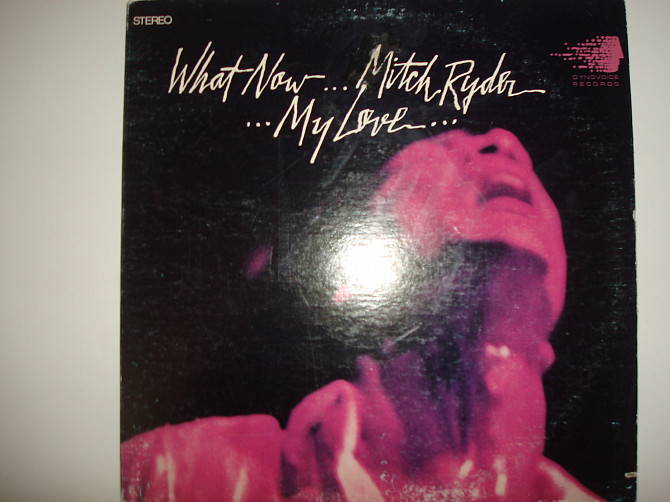 STEREO
What Now... Mitch Ryder
...My Love...
DYNOVOICE
RECORDS